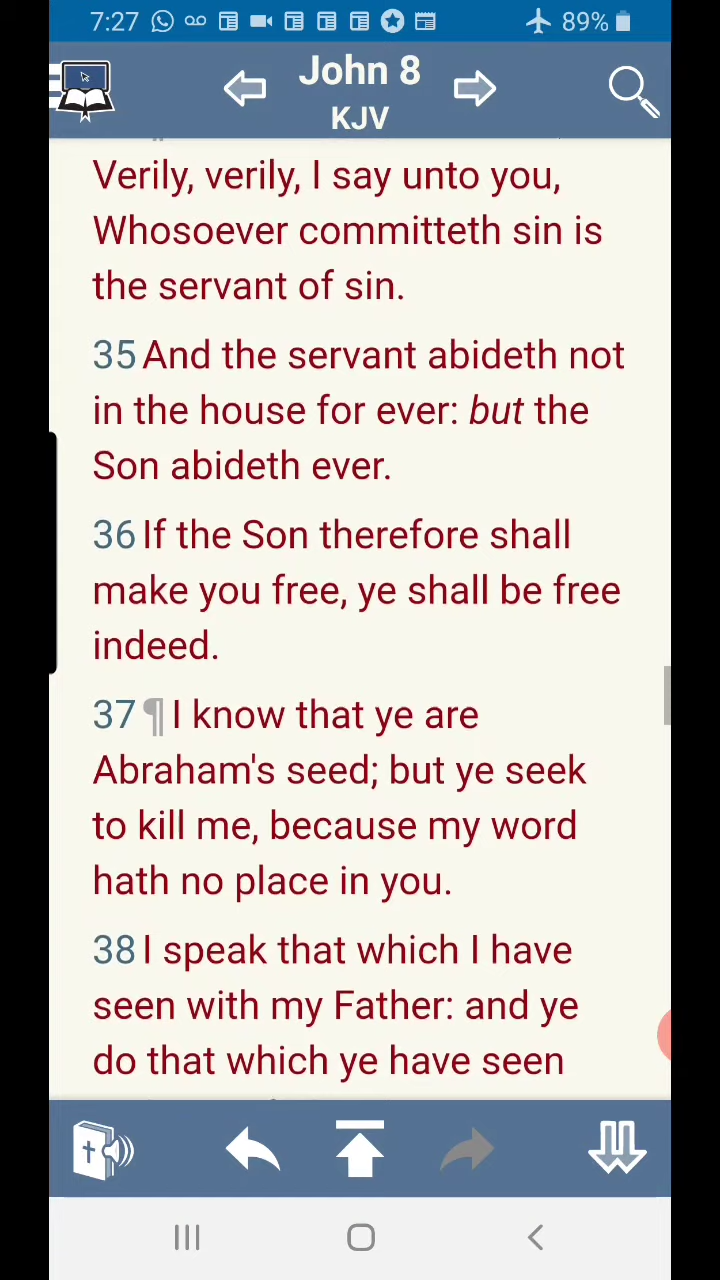 7:27
89%
John 8
KJV
Verily, verily, I say unto you,
Whosoever committeth sin is
the servant of sin.
35 And the servant abideth not
in the house for ever: but the
Son abideth ever.
36 If the Son therefore shall
make you free, ye shall be free
indeed.
37 ¶ I know that ye are
Abraham's seed; but ye seek
to kill me, because my word
hath no place in you.
38 I speak that which I have
seen with my Father: and ye
do that which ye have seen